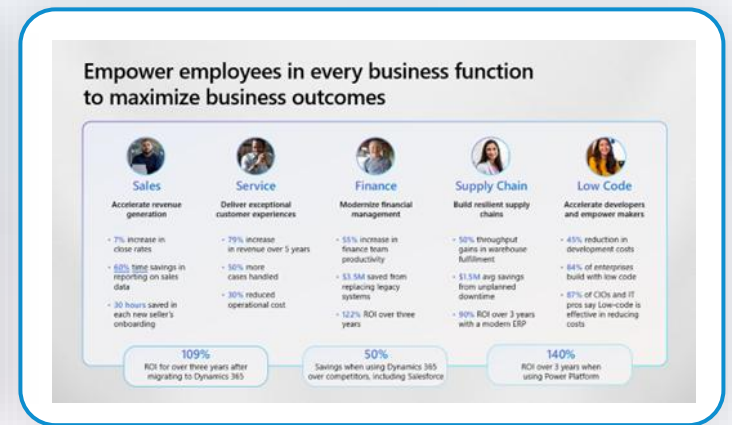 Empower employees in every business function
to maximize business outcomes
Sales
Accelerate revenue
generation
• 7% increase in
close rates
• 60% time savings in
reporting on sales
data
• 30 hours saved in
each new seller's
onboarding
Service
Deliver exceptional
customer experiences
• 79% increase
in revenue over 5 years
• 50% more
cases handled
• 30% reduced
operational cost
Finance
Modernize financial
management
• 55% increase in
finance team
productivity
• $3.5M saved from
replacing legacy
systems
• 122% ROI over three
years
Supply Chain
Build resilient supply
chains
• 50% throughput
gains in warehouse
fulfillment
• $1.5M avg savings
from unplanned
downtime
• 90% ROI over 3 years
with a modern ERP
Low Code
Accelerate developers
and empower makers
• 45% reduction in
development costs
• 84% of enterprises
build with low code
• 87% of CIOs and IT
pros say Low-code is
effective in reducing
costs
109%
ROI for over three years after
migrating to Dynamics 365
50%
Savings when using Dynamics 365
over competitors, including Salesforce
140%
ROI over 3 years when
using Power Platform